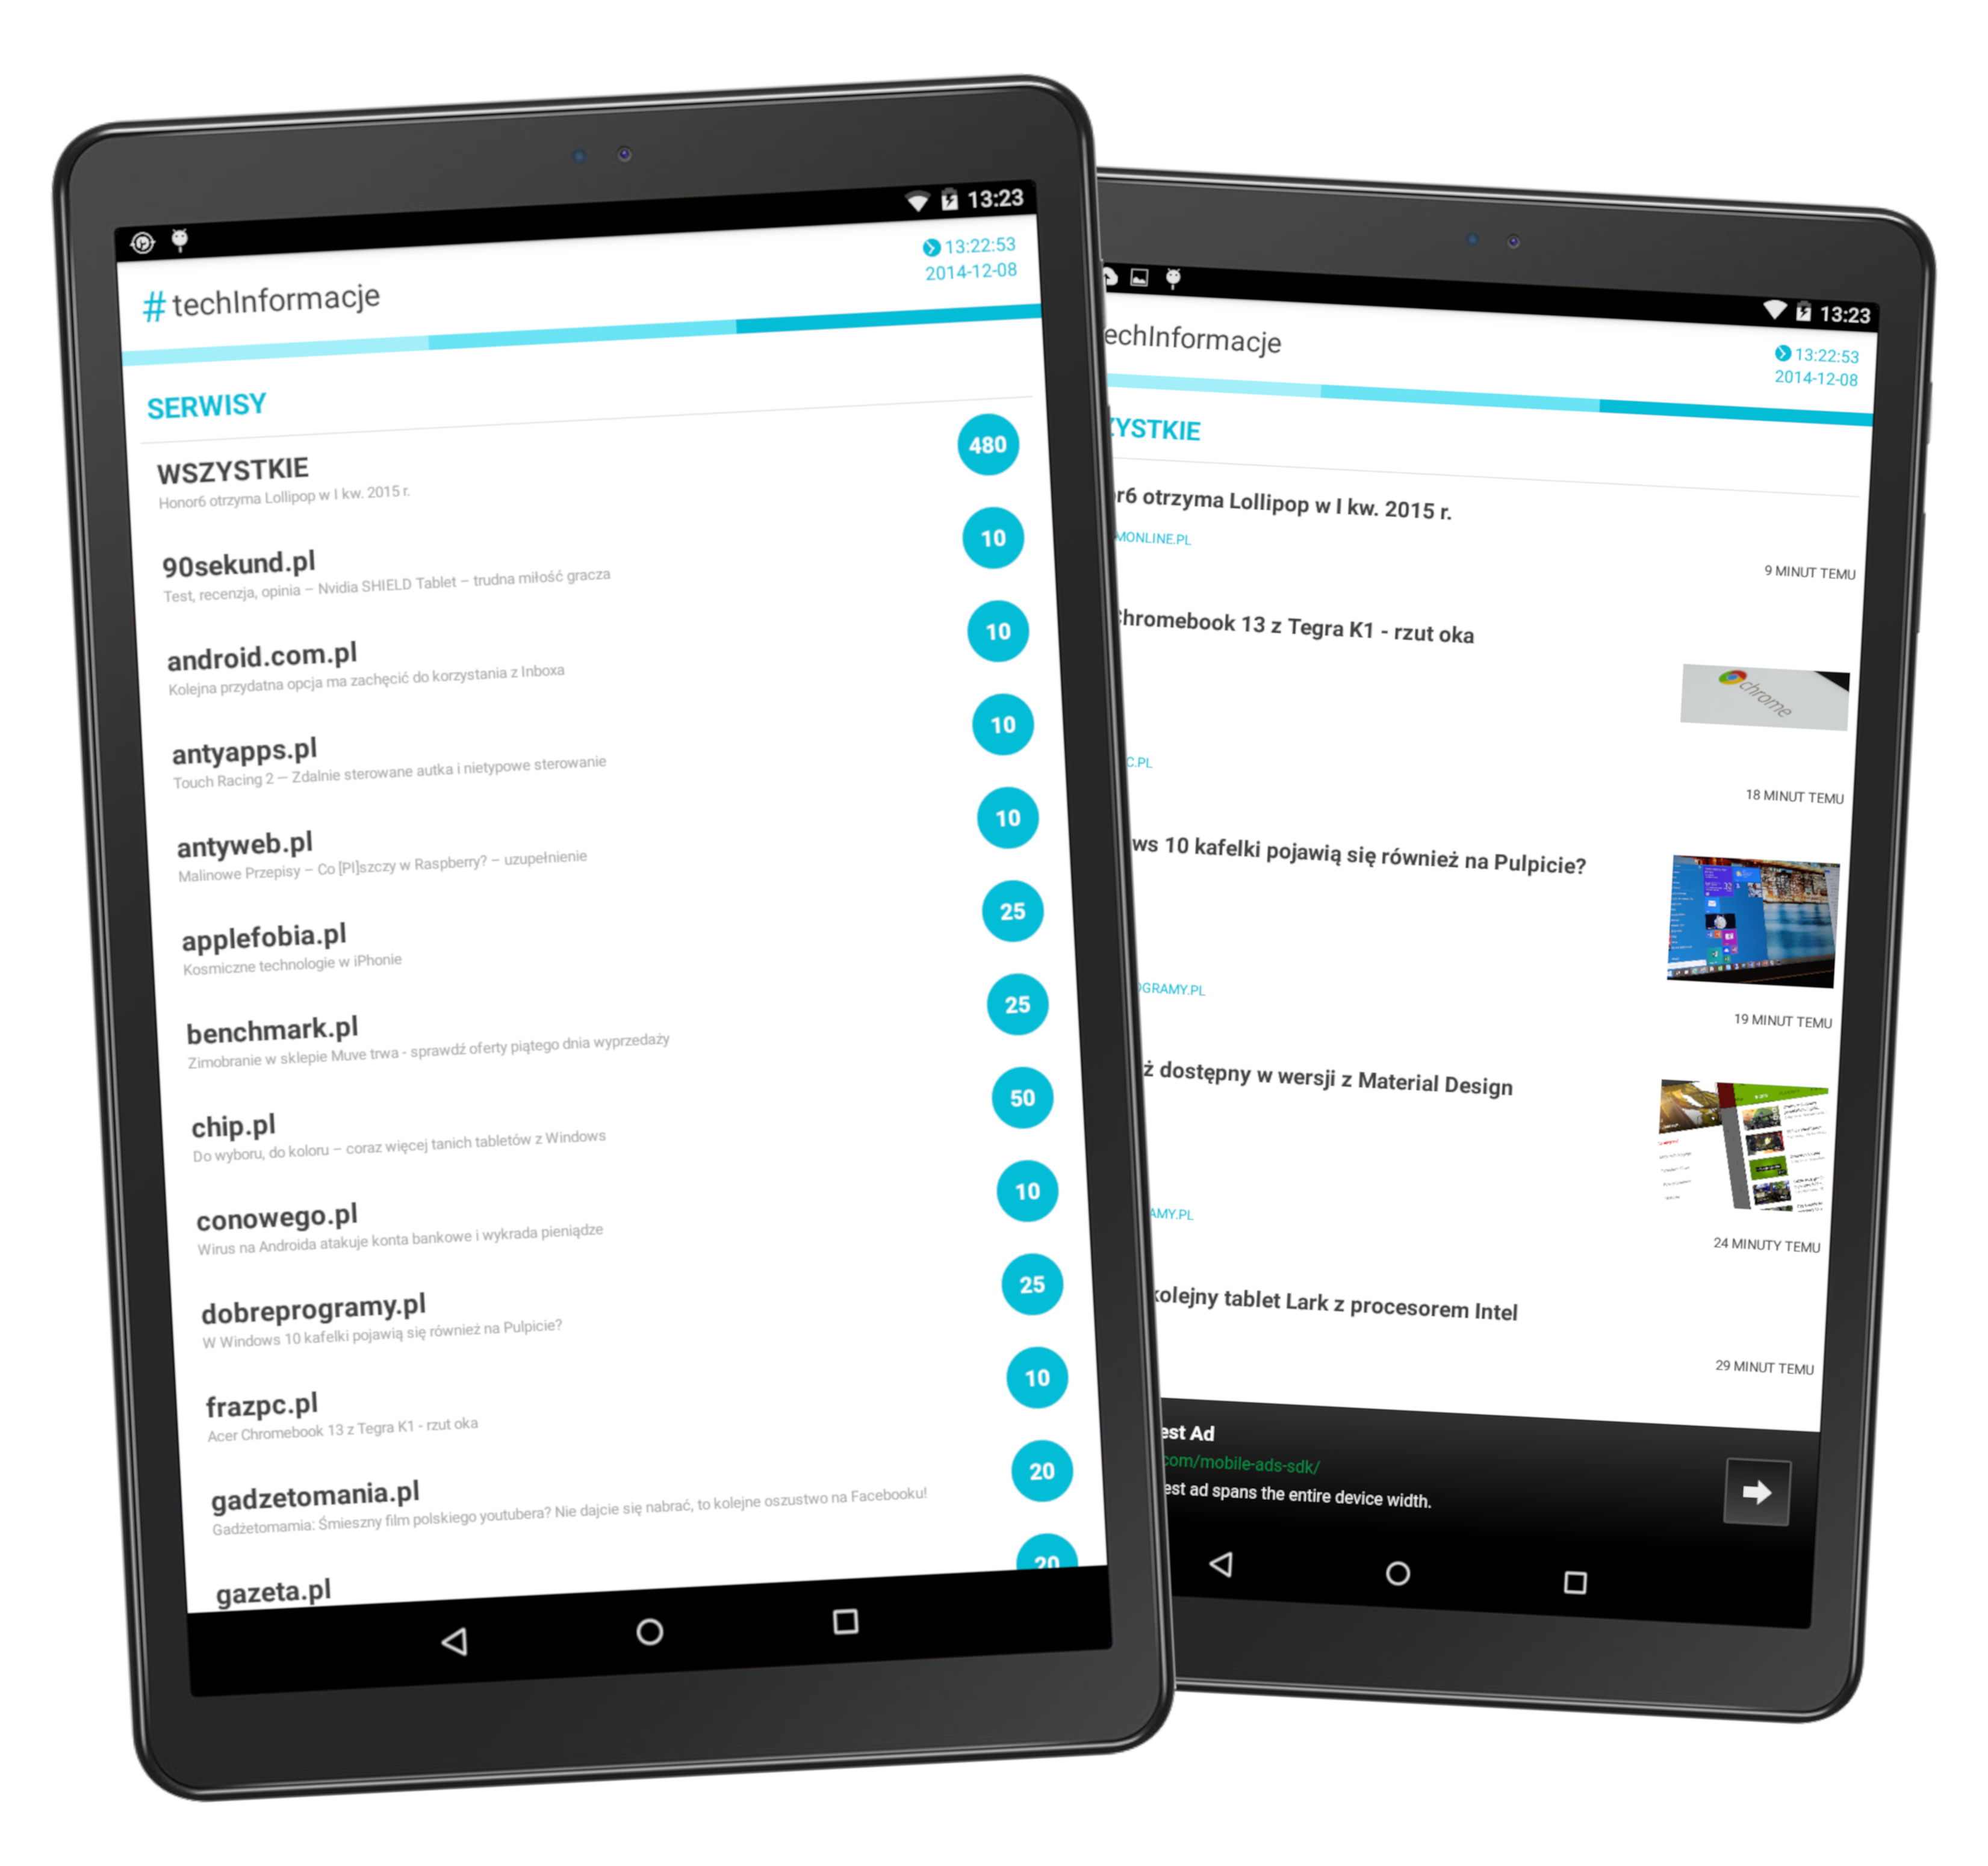 13:23
# techInformacje
13:22:53
2014-12-08
SERWISY
WSZYSTKIE
480
Honor6 otrzyma Lollipop w I kw. 2015 r.
90sekund.pl
10
Test, recenzja, opinia – Nvidia SHIELD Tablet – trudna miłość gracza
android.com.pl
10
Kolejna przydatna opcja ma zachęcić do korzystania z Inboxa
antyapps.pl
10
Touch Racing 2 — Zdalnie sterowane autka i nietypowe sterowanie
antyweb.pl
10
Malinowe Przepisy – Co [PI]szczy w Raspberry? – uzupełnienie
applefobia.pl
25
Kosmiczne technologie w iPhonie
benchmark.pl
25
Zimobranie w sklepie Muve trwa - sprawdź oferty piątego dnia wyprzedaży
chip.pl
50
Do wyboru, do koloru – coraz więcej tanich tabletów z Windows
conowego.pl
10
Wirus na Androida atakuje konta bankowe i wykrada pieniądze
dobreprogramy.pl
25
W Windows 10 kafelki pojawią się również na Pulpicie?
frazpc.pl
10
Acer Chromebook 13 z Tegra K1 - rzut oka
gadzetomania.pl
20
Gadżetomamia: Śmieszny film polskiego youtubera? Nie dajcie się nabrać, to kolejne oszustwo na Facebooku!
gazeta.pl
20
13:23
echInformacje
13:22:53
2014-12-08
YSTKIE
r6 otrzyma Lollipop w I kw. 2015 r.
MONLINE.PL
9 MINUT TEMU
hromebook 13 z Tegra K1 - rzut oka
chrome
C.PL
18 MINUT TEMU
ws 10 kafelki pojawią się również na Pulpicie?
OGRAMY.PL
19 MINUT TEMU
ż dostępny w wersji z Material Design
AMY.PL
24 MINUTY TEMU
kolejny tablet Lark z procesorem Intel
29 MINUT TEMU
est Ad
com/mobile-ads-sdk/
est ad spans the entire device width.